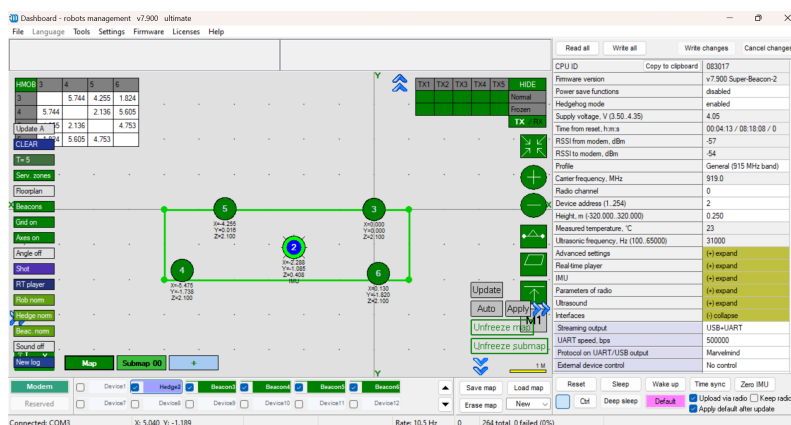 Dashboard - robots management v7.900 ultimate
File Language Tools Settings Firmware Licenses Help
Read all Write all Write changes Cancel changes
CPU ID Copy to clipboard 083017
Firmware version v7.900 Super-Beacon-2
Power save functions disabled
Hedgehog mode enabled
Supply voltage, V (3.50..4.35) 4.05
Time from reset, h:m:s 00:04:13 / 08:18:08 / 0
RSSI from modem, dBm -57
RSSI to modem, dBm -54
Profile General (915 MHz band)
Carrier frequency, MHz 919.0
Radio channel 0
Device address (1..254) 2
Height, m (-320.000..320.000) 0.250
Measured temperature, °C 23
Ultrasonic frequency, Hz (100..65000) 31000
Advanced settings (+) expand
Real-time player (+) expand
IMU (+) expand
Parameters of radio (+) expand
Ultrasound (+) expand
Interfaces (-) collapse
Streaming output USB+UART
UART speed, bps 500000
Protocol on UART/USB output Marvelmind
External device control No control
HMOB 3 4 5 6
3 5.744 4.255 1.824
4 5.744 2.136 5.605
2.136 4.753
5.605 4.753
Y
TX1 TX2 TX3 TX4 TX5 HIDE
Normal
Frozen
TX / RX
Update A
CLEAR
T= 5
Serv. zones
Floorplan
Beacons
Grid on
Axes on
Angle off
Shot
RT player
Rob norm
Hedge norm
Beac. norm
Sound off
New log
X
5
X=-4.255
Y=0.016
Z=2.100
3
X=0.000
Y=0.000
Z=2.100
2
X=-2.288
Y=-1.085
Z=0.408
IMU
4
X=-5.476
Y=-1.738
Z=2.100
6
X=0.130
Y=-1.820
Z=2.100
X
Update
Auto Apply
M1
Unfreeze map
Unfreeze submap
1 M
Y
Map Submap 00 +
Modem Device1 Hedge2 Beacon3 Beacon4 Beacon5 Beacon6
Reserved Device7 Device8 Device9 Device10 Device11 Device12
Save map Load map
Erase map New
Reset Sleep Wake up Time sync Zero IMU
Ctrl Deep sleep Default Upload via radio Keep radio
Apply default after update
Connected: COM3 X: 5.040 Y: -1.189 Rate: 10.5 Hz 0 264 total 0 failed (0%)